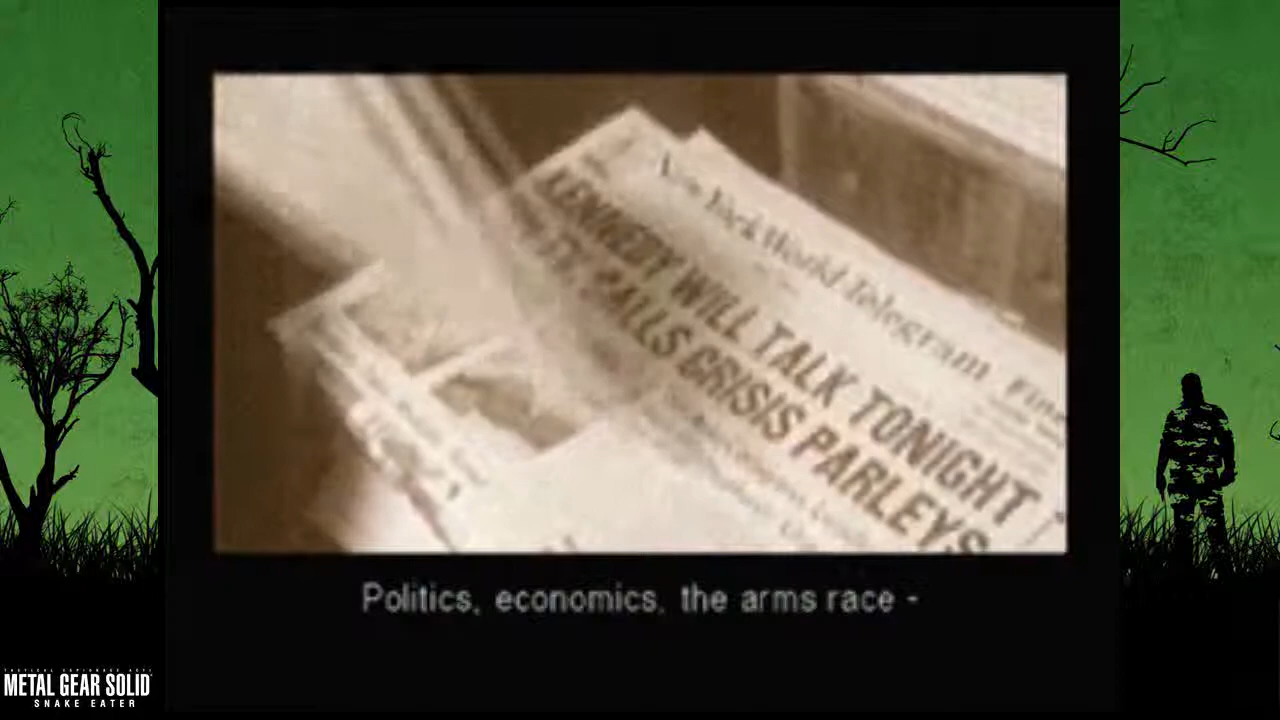 New York World Telegram
KENNEDY WILL TALK TONIGHT
CALLS CRISIS PARLEYS
Politics, economics, the arms race -
METAL GEAR SOLID
SNAKE EATER